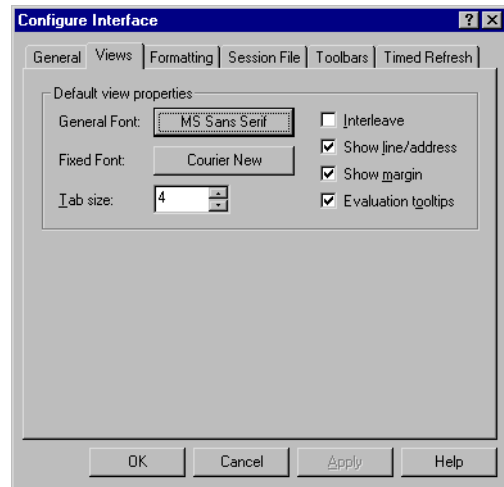 Configure Interface
General Views Formatting Session File Toolbars Timed Refresh
Default view properties
General Font: MS Sans Serif
Interleave
Fixed Font: Courier New
Show line/address
Show margin
Tab size: 4
Evaluation tooltips
OK Cancel Apply Help